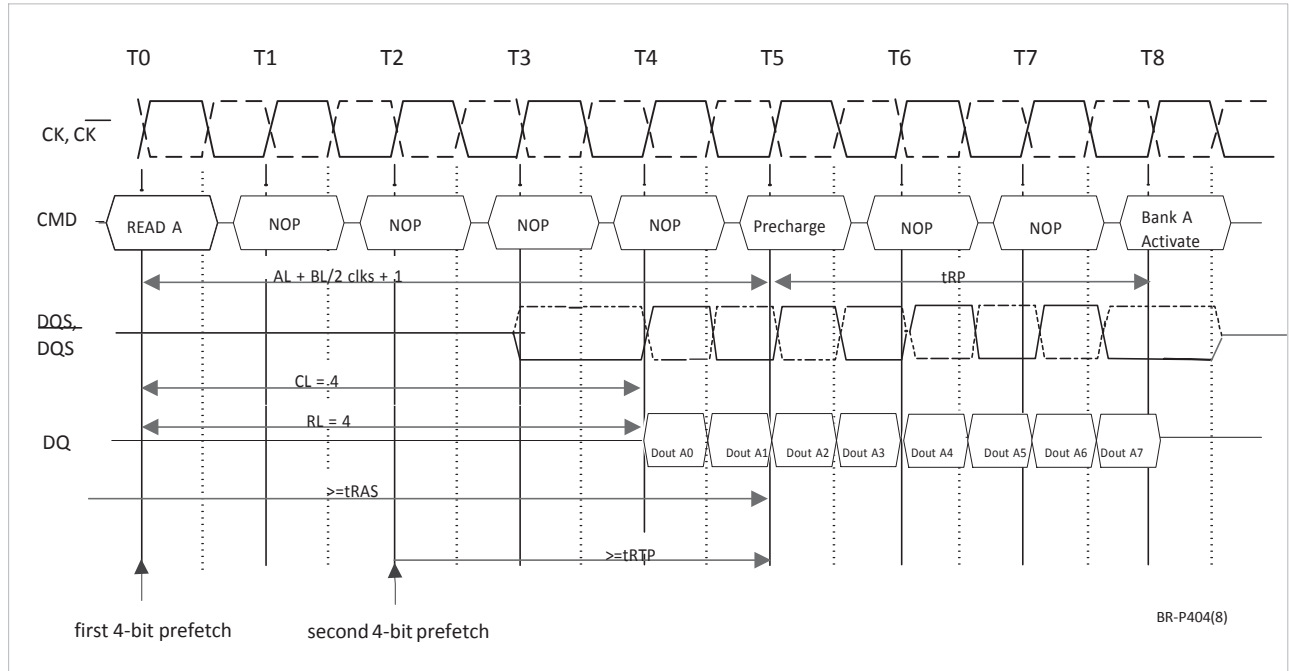 T0 T1 T2 T3 T4 T5 T6 T7 T8
CK, CK
CMD READ A NOP NOP NOP NOP Precharge NOP NOP Bank A
Activate
AL + BL/2 clks + 1 tRP
DQS,
DQS
CL = 4
RL = 4
DQ Dout A0 Dout A1 Dout A2 Dout A3 Dout A4 Dout A5 Dout A6 Dout A7
>=tRAS
>=tRTP
first 4-bit prefetch second 4-bit prefetch BR-P404(8)